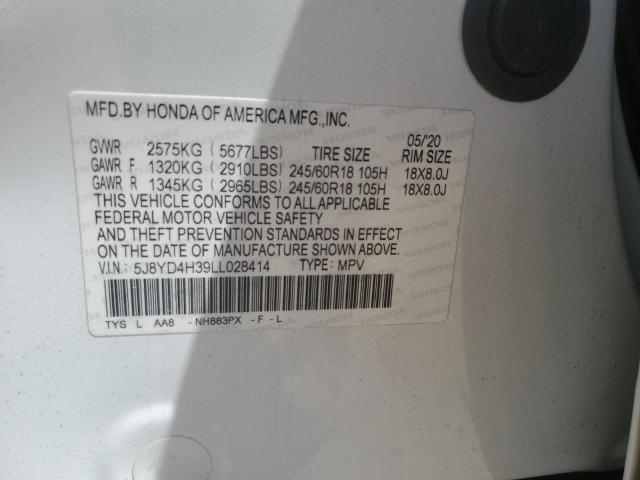 MFD.BY HONDA OF AMERICA MFG.,INC.
05/20
GVWR 2575KG ( 5677LBS) TIRE SIZE RIM SIZE
GAWR F 1320KG ( 2910LBS) 245/60R18 105H 18X8.0J
GAWR R 1345KG ( 2965LBS) 245/60R18 105H 18X8.0J
THIS VEHICLE CONFORMS TO ALL APPLICABLE
FEDERAL MOTOR VEHICLE SAFETY
AND THEFT PREVENTION STANDARDS IN EFFECT
ON THE DATE OF MANUFACTURE SHOWN ABOVE.
V.I.N.: 5J8YD4H39LL028414 TYPE: MPV
TYS L AA8 - NH883PX - F - L